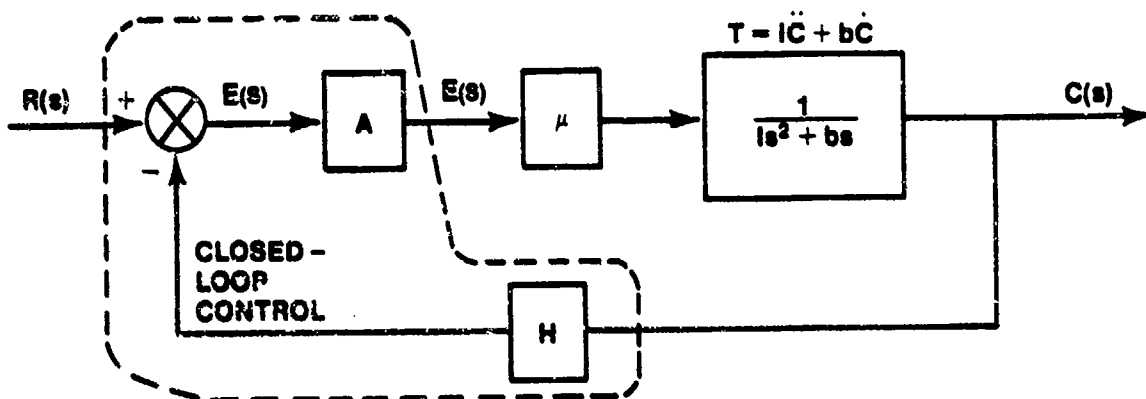 T = IC̈ + bĊ
R(s)
+
E(S)
A
E(S)
μ
1
Is² + bs
C(s)
−
CLOSED –
LOOP
CONTROL
H